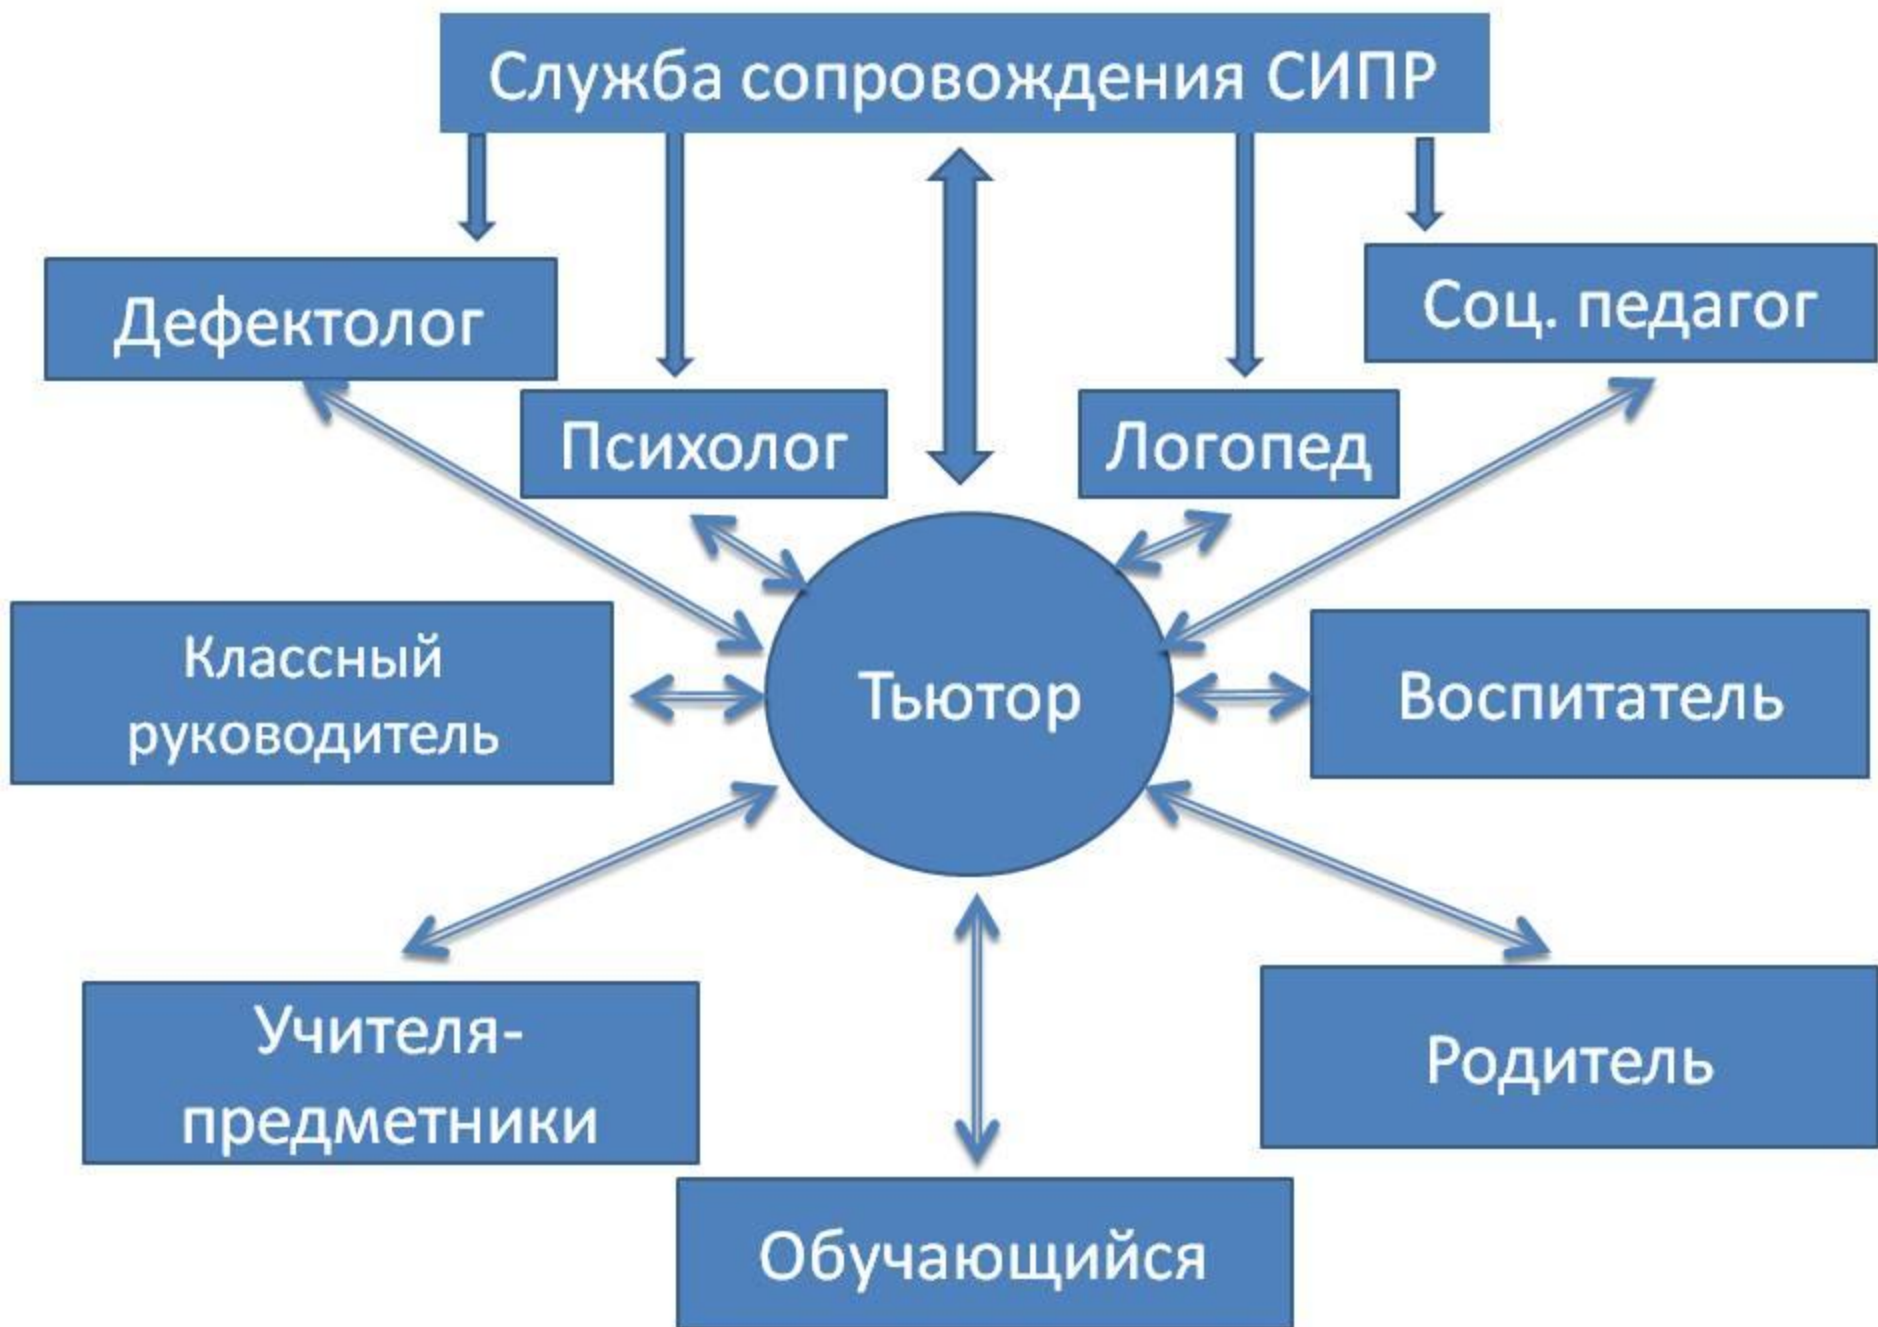 Служба сопровождения СИПР
Дефектолог
Соц. педагог
Психолог
Логопед
Классный
руководитель
Тьютор
Воспитатель
Учителя-
предметники
Родитель
Обучающийся